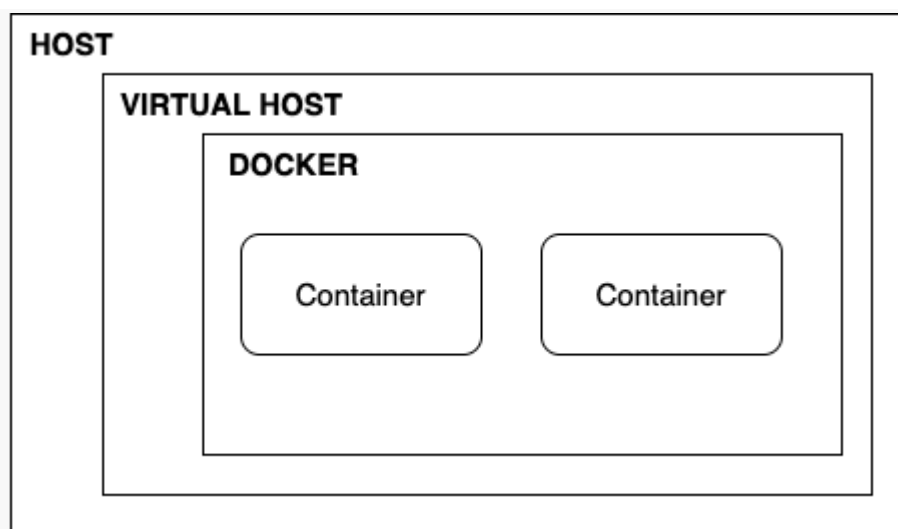 HOST
VIRTUAL HOST
DOCKER
Container
Container